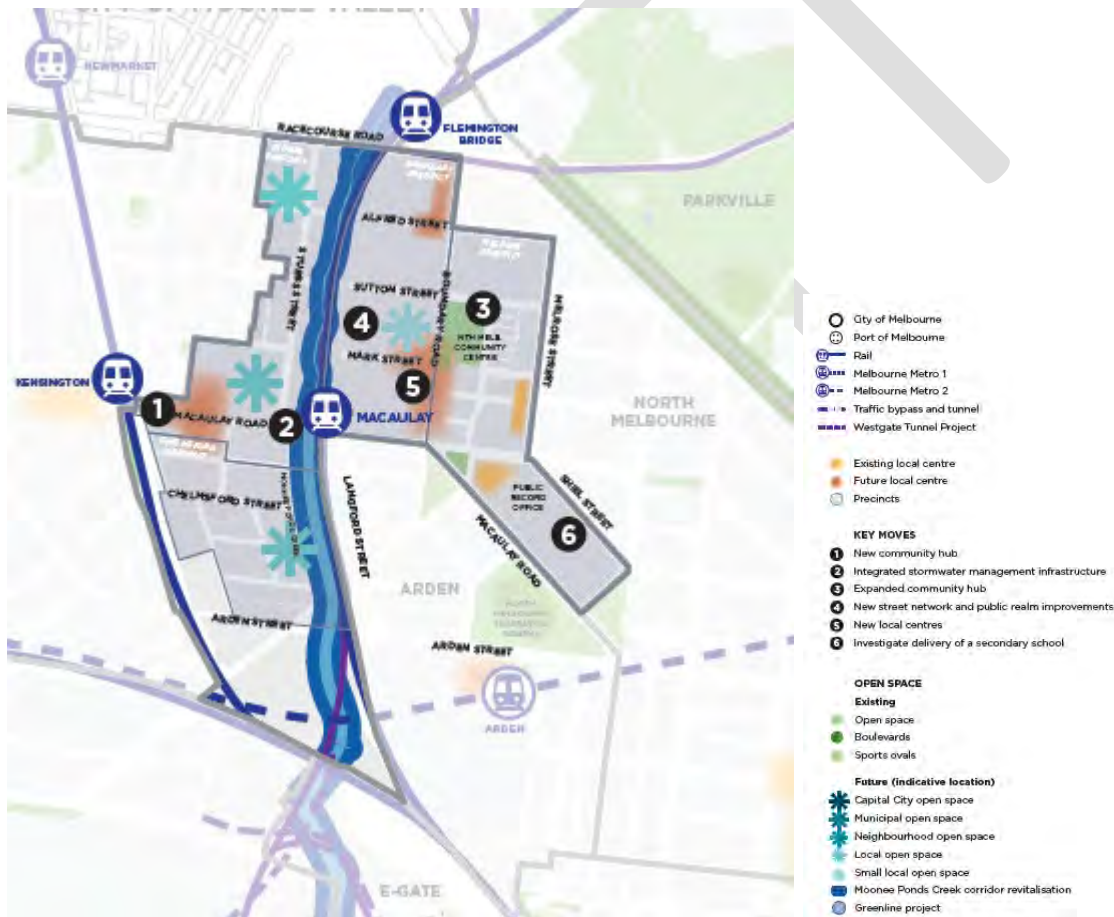 NEWMARKET
FLEMINGTON
BRIDGE
RACECOURSE ROAD
PARKVILLE
ALFRED STREET
STUBBS STREET
SUTTON STREET
BOUNDARY ROAD
MELROSE STREET
4
3
NTH MELB
COMMUNITY
CENTRE
MARK STREET
KENSINGTON
1
5
MACAULAY ROAD
2
MACAULAY
NORTH
MELBOURNE
CHELMSFORD STREET
LANGFORD STREET
PUBLIC
RECORD
OFFICE
SHIEL STREET
6
MACAULAY ROAD
ARDEN
ARDEN STREET
ARDEN STREET
ARDEN
E-GATE
City of Melbourne
Port of Melbourne
Rail
Melbourne Metro 1
Melbourne Metro 2
Traffic bypass and tunnel
Westgate Tunnel Project
Existing local centre
Future local centre
Precincts
KEY MOVES
1 New community hub
2 Integrated stormwater management infrastructure
3 Expanded community hub
4 New street network and public realm improvements
5 New local centres
6 Investigate delivery of a secondary school
OPEN SPACE
Existing
Open space
Boulevards
Sports ovals
Future (indicative location)
Capital City open space
Municipal open space
Neighbourhood open space
Local open space
Small local open space
Moonee Ponds Creek corridor revitalisation
Greenline project